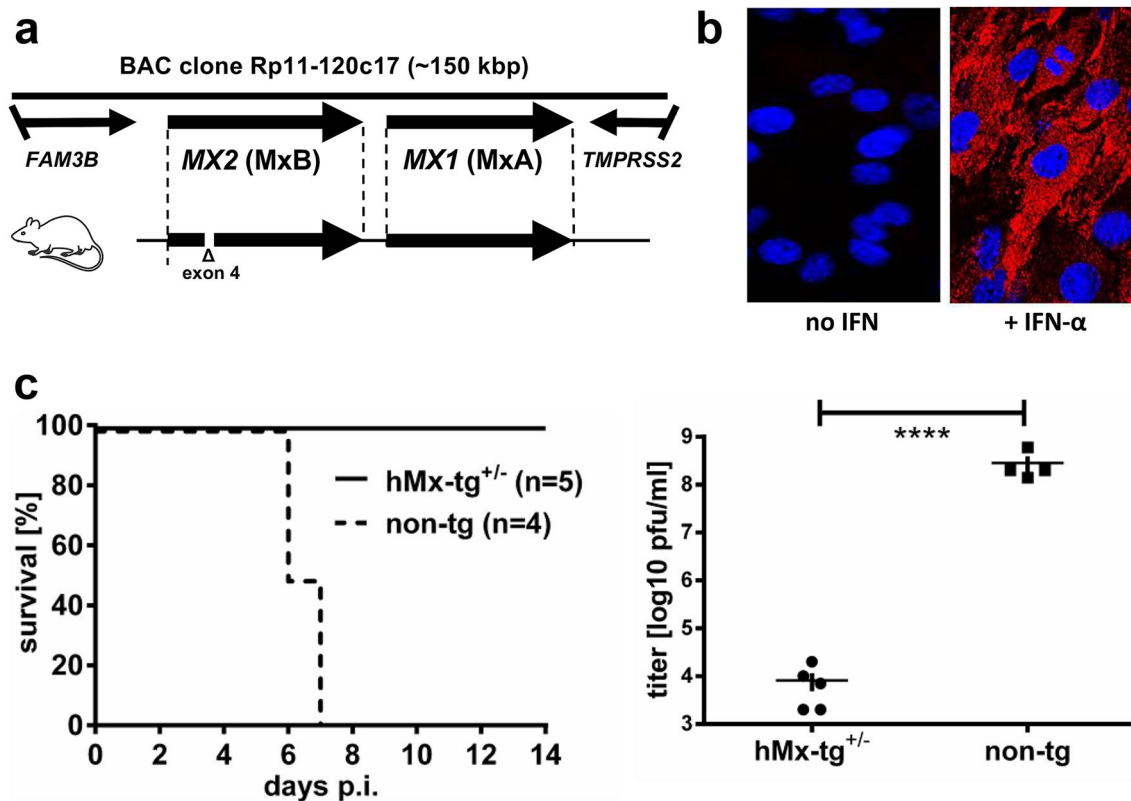 a
BAC clone Rp11-120c17 (~150 kbp)
FAM3B
MX2 (MxB)
MX1 (MxA)
TMPRSS2
Δ
exon 4
b
no IFN
+ IFN-α
c
survival [%]
100
80
60
40
20
0
0 2 4 6 8 10 12 14
days p.i.
hMx-tg+/- (n=5)
non-tg (n=4)
****
titer [log10 pfu/ml]
9
8
7
6
5
4
3
hMx-tg+/- non-tg